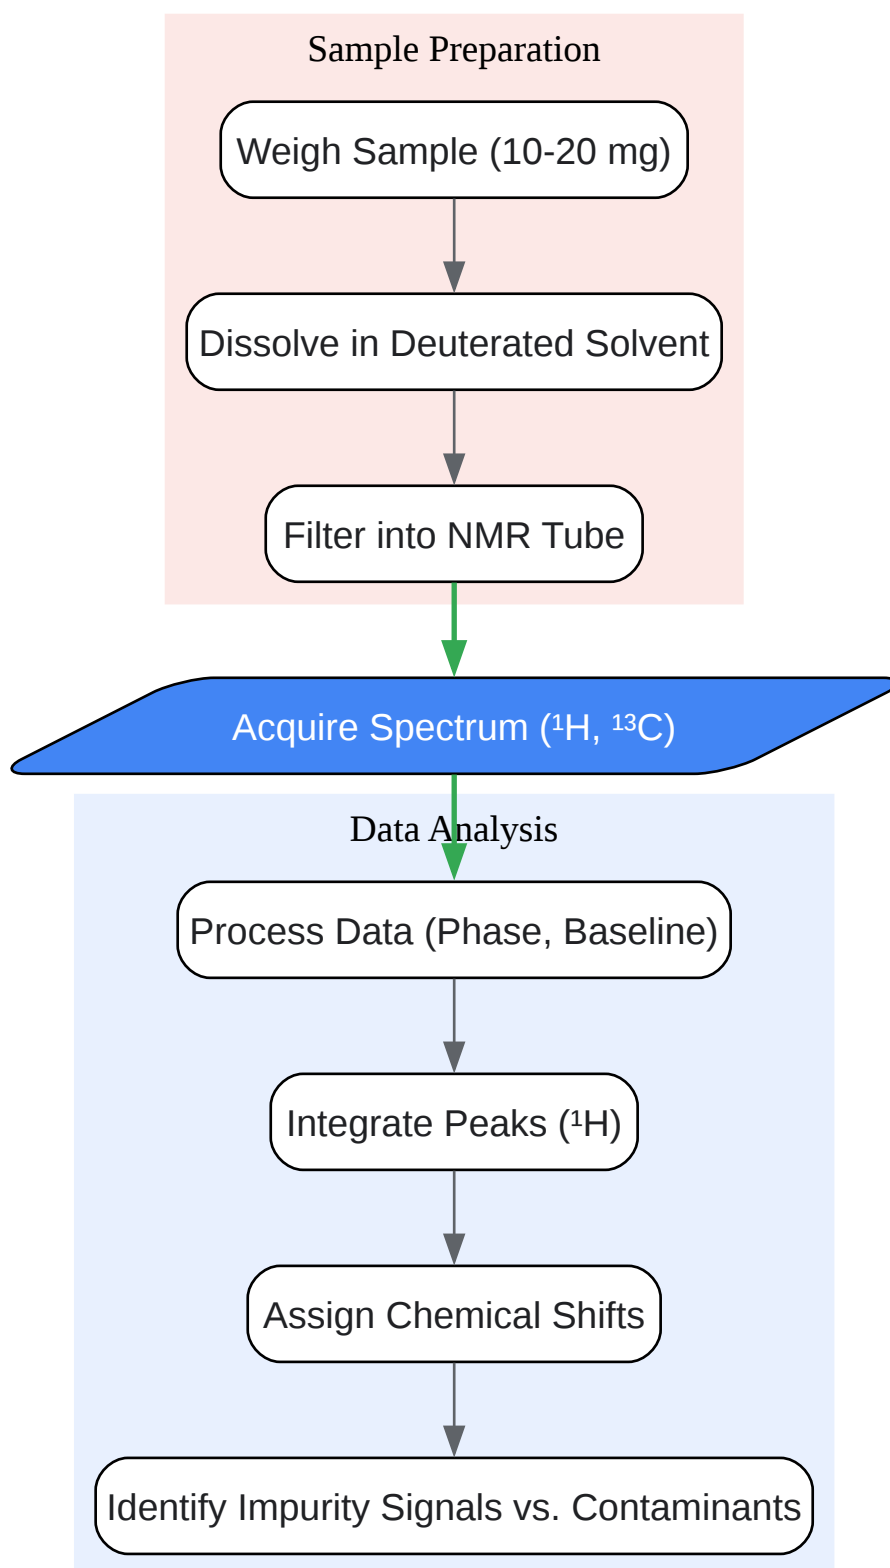 Sample Preparation
Weigh Sample (10-20 mg)
Dissolve in Deuterated Solvent
Filter into NMR Tube
Acquire Spectrum (¹H, ¹³C)
Data Analysis
Process Data (Phase, Baseline)
Integrate Peaks (¹H)
Assign Chemical Shifts
Identify Impurity Signals vs. Contaminants